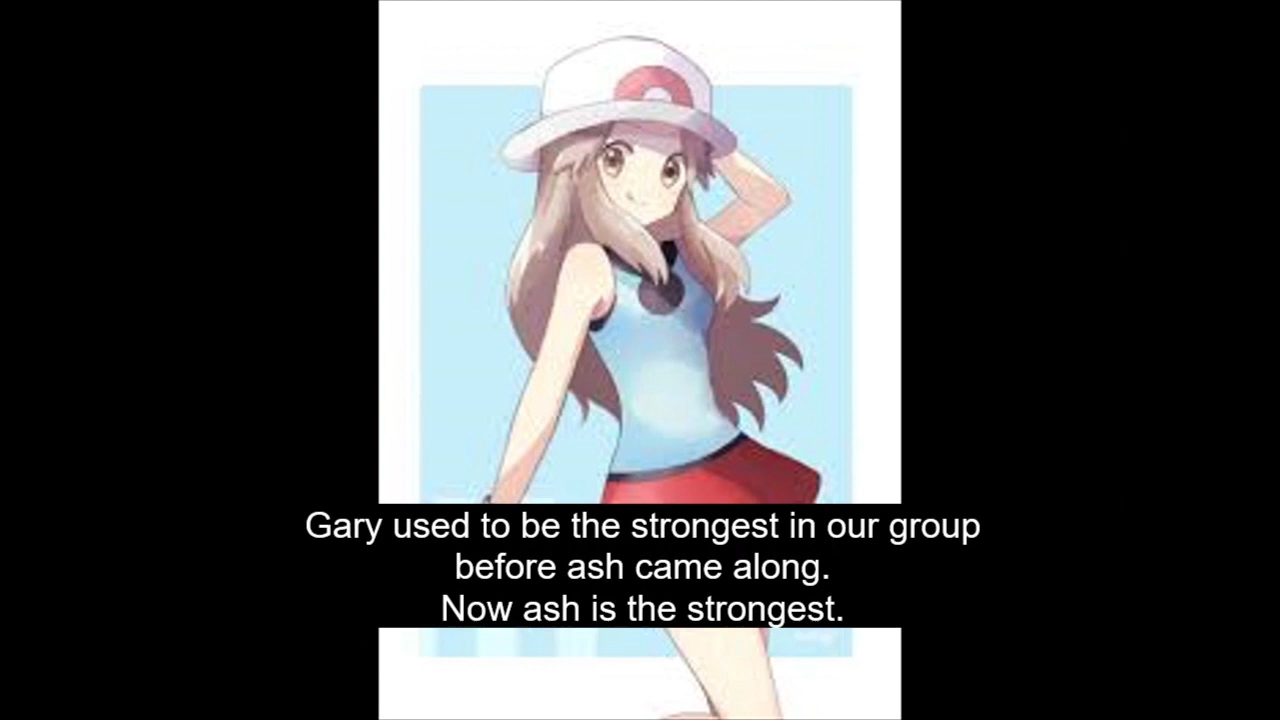 Gary used to be the strongest in our group
before ash came along.
Now ash is the strongest.